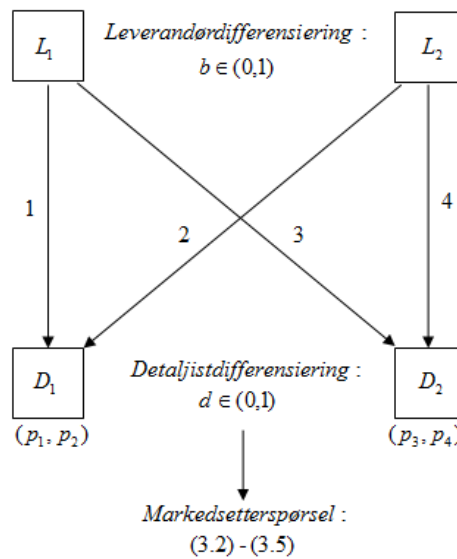 L₁ Leverandørdifferensiering : L₂
b ∈ (0,1)
1 2 3 4
D₁ Detaljistdifferensiering : D₂
d ∈ (0,1)
(p₁, p₂) (p₃, p₄)
Markedsetterspørsel :
(3.2) - (3.5)